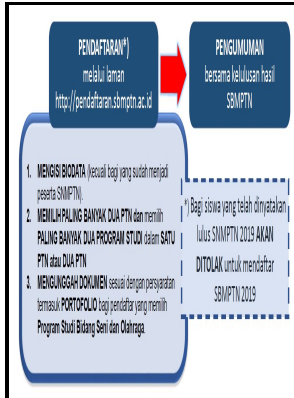 PENDAFTARAN*)
melalui laman
http://pendaftaran.sbmptn.ac.id
PENGUMUMAN
bersama kelulusan hasil
SBMPTN
1. MENGISI BIODATA (kecuali bagi yang sudah menjadi
peserta SNMPTN).
2. MEMILIH PALING BANYAK DUA PTN dan memilih
PALING BANYAK DUA PROGRAM STUDI dalam SATU
PTN atau DUA PTN
3. MENGUNGGAH DOKUMEN sesuai dengan persyaratan
termasuk PORTOFOLIO bagi pendaftar yang memilih
Program Studi Bidang Seni dan Olahraga.
*) Bagi siswa yang telah dinyatakan
lulus SNMPTN 2019 AKAN
DITOLAK untuk mendaftar
SBMPTN 2019